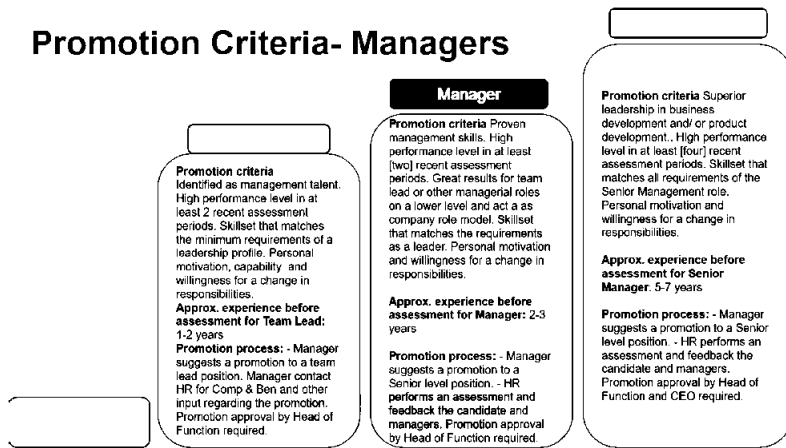 Promotion Criteria- Managers
Promotion criteria
Identified as management talent.
High performance level in at
least 2 recent assessment
periods. Skillset that matches
the minimum requirements of a
leadership profile. Personal
motivation, capability and
willingness for a change in
responsibilities.
Approx. experience before
assessment for Team Lead:
1-2 years
Promotion process: - Manager
suggests a promotion to a team
lead position. Manager contact
HR for Comp & Ben and other
input regarding the promotion.
Promotion approval by Head of
Function required.
Manager
Promotion criteria Proven
management skills. High
performance level in at least
[two] recent assessment
periods. Great results for team
lead or other managerial roles
on a lower level and act a as
company role model. Skillset
that matches the requirements
as a leader. Personal motivation
and willingness for a change in
responsibilities.
Approx. experience before
assessment for Manager: 2-3
years
Promotion process: - Manager
suggests a promotion to a
Senior level position. - HR
performs an assessment and
feedback the candidate and
managers. Promotion approval
by Head of Function required.
Promotion criteria Superior
leadership in business
development and/ or product
development.. High performance
level in at least [four] recent
assessment periods. Skillset that
matches all requirements of the
Senior Management role.
Personal motivation and
willingness for a change in
responsibilities.
Approx. experience before
assessment for Senior
Manager: 5-7 years
Promotion process: - Manager
suggests a promotion to a Senior
level position. - HR performs an
assessment and feedback the
candidate and managers.
Promotion approval by Head of
Function and CEO required.